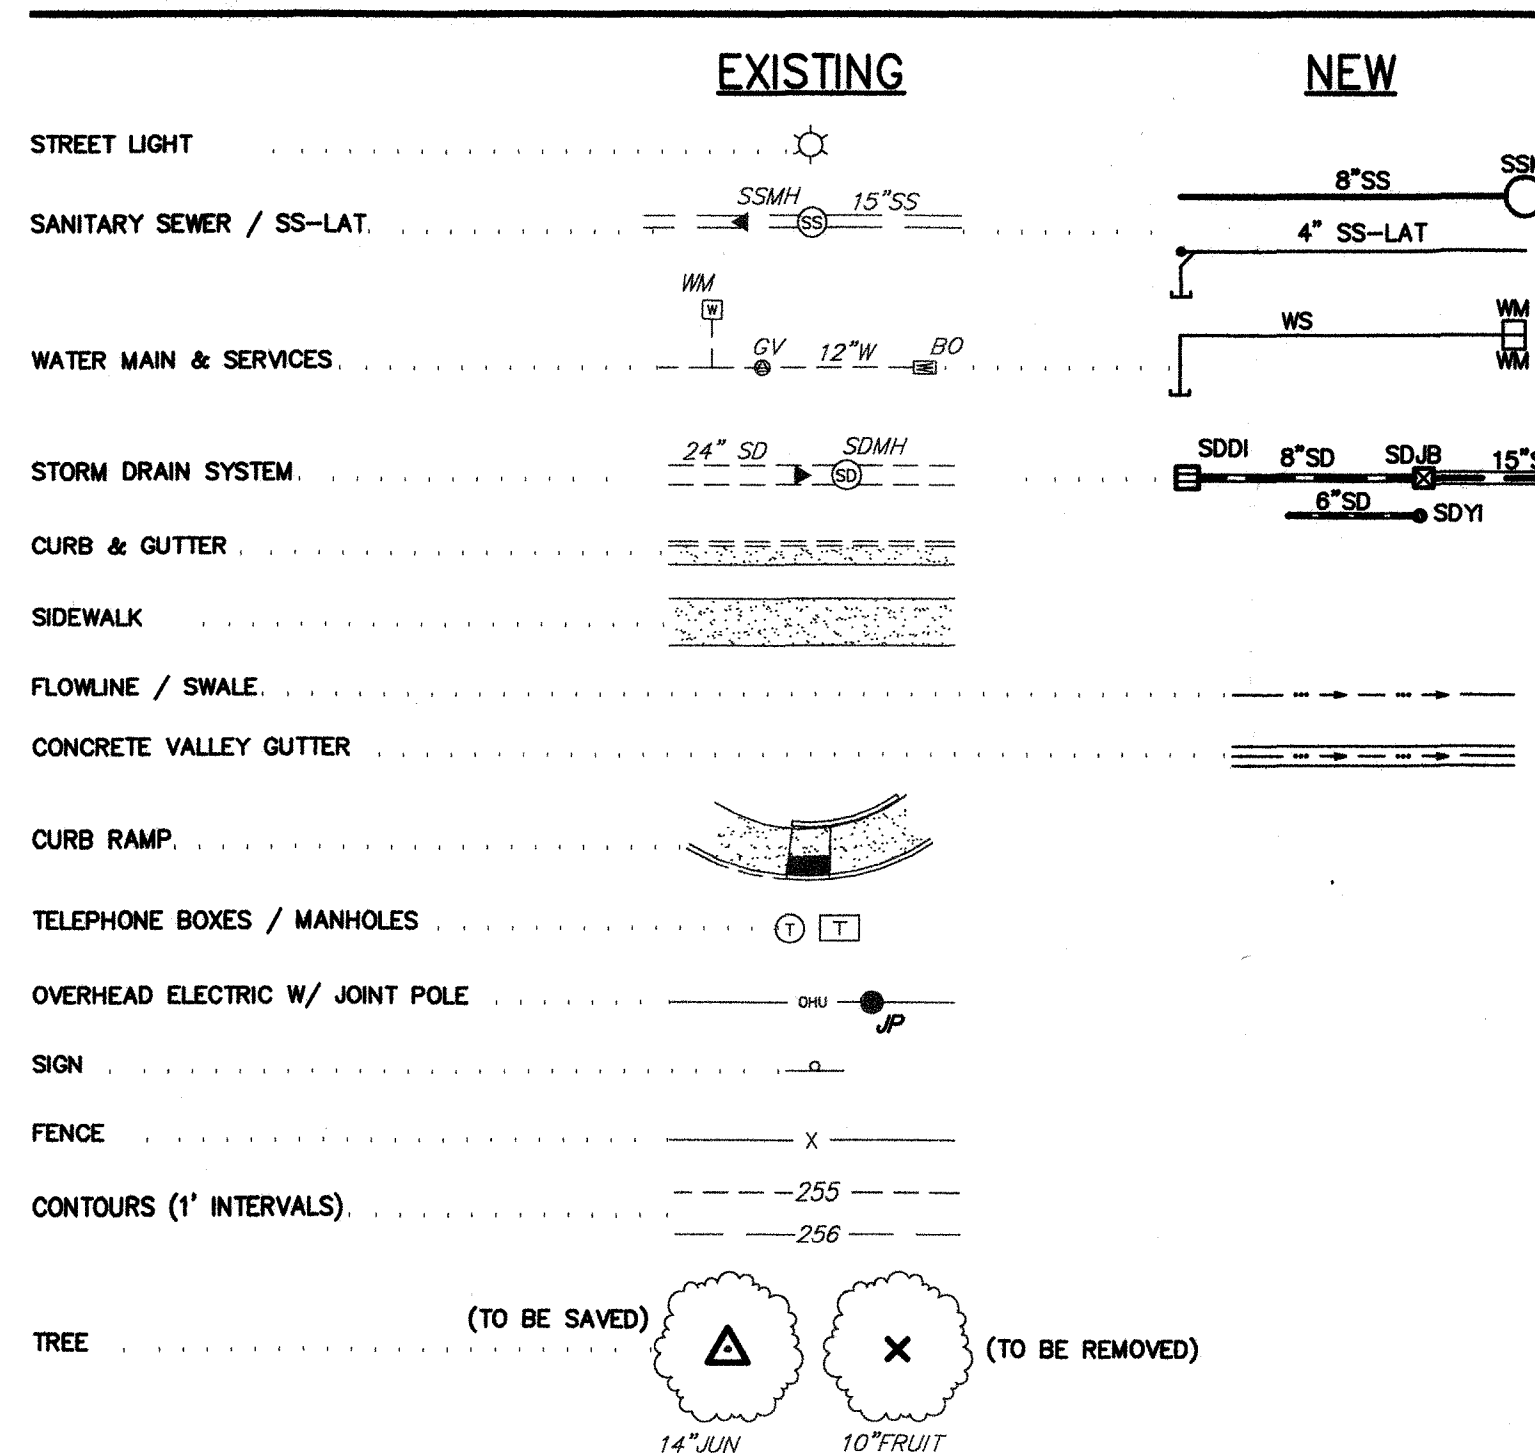 EXISTING NEW
STREET LIGHT
8"SS
SANITARY SEWER / SS-LAT SSMH 15"SS SS
4" SS-LAT
WM W
WATER MAIN & SERVICES GV 12"W BO WS WM
WM
STORM DRAIN SYSTEM 24" SD SDMH SD SDDI 8"SD SDJB
6"SD SDYI
CURB & GUTTER
SIDEWALK
FLOWLINE / SWALE
CONCRETE VALLEY GUTTER
CURB RAMP
TELEPHONE BOXES / MANHOLES T T
OVERHEAD ELECTRIC W/ JOINT POLE OHU JP
SIGN
FENCE X
CONTOURS (1' INTERVALS) 255
256
TREE (TO BE SAVED) (TO BE REMOVED)
14"JUN 10"FRUIT